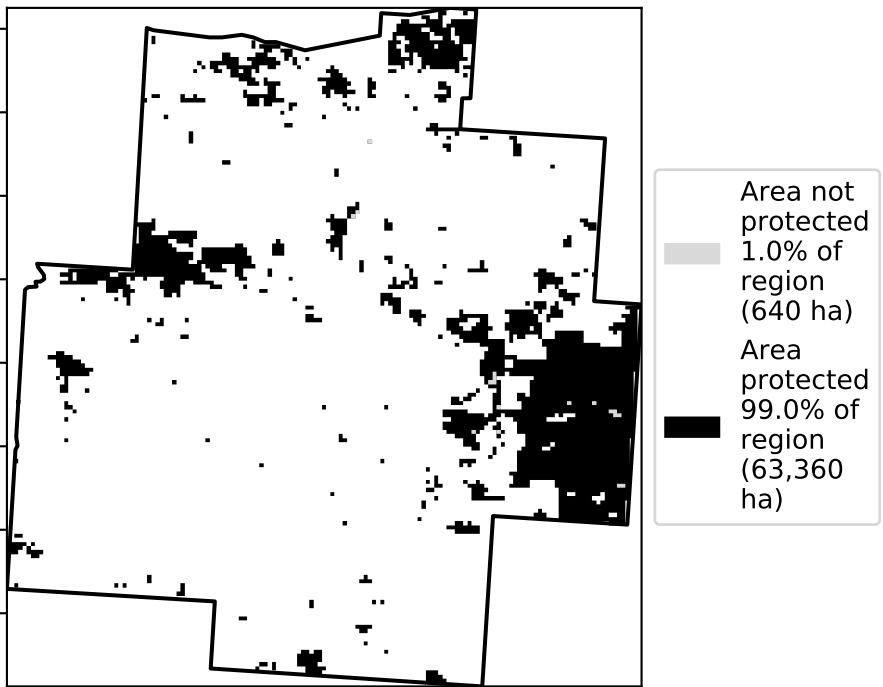 Area not
protected
1.0% of
region
(640 ha)
Area
protected
99.0% of
region
(63,360
ha)